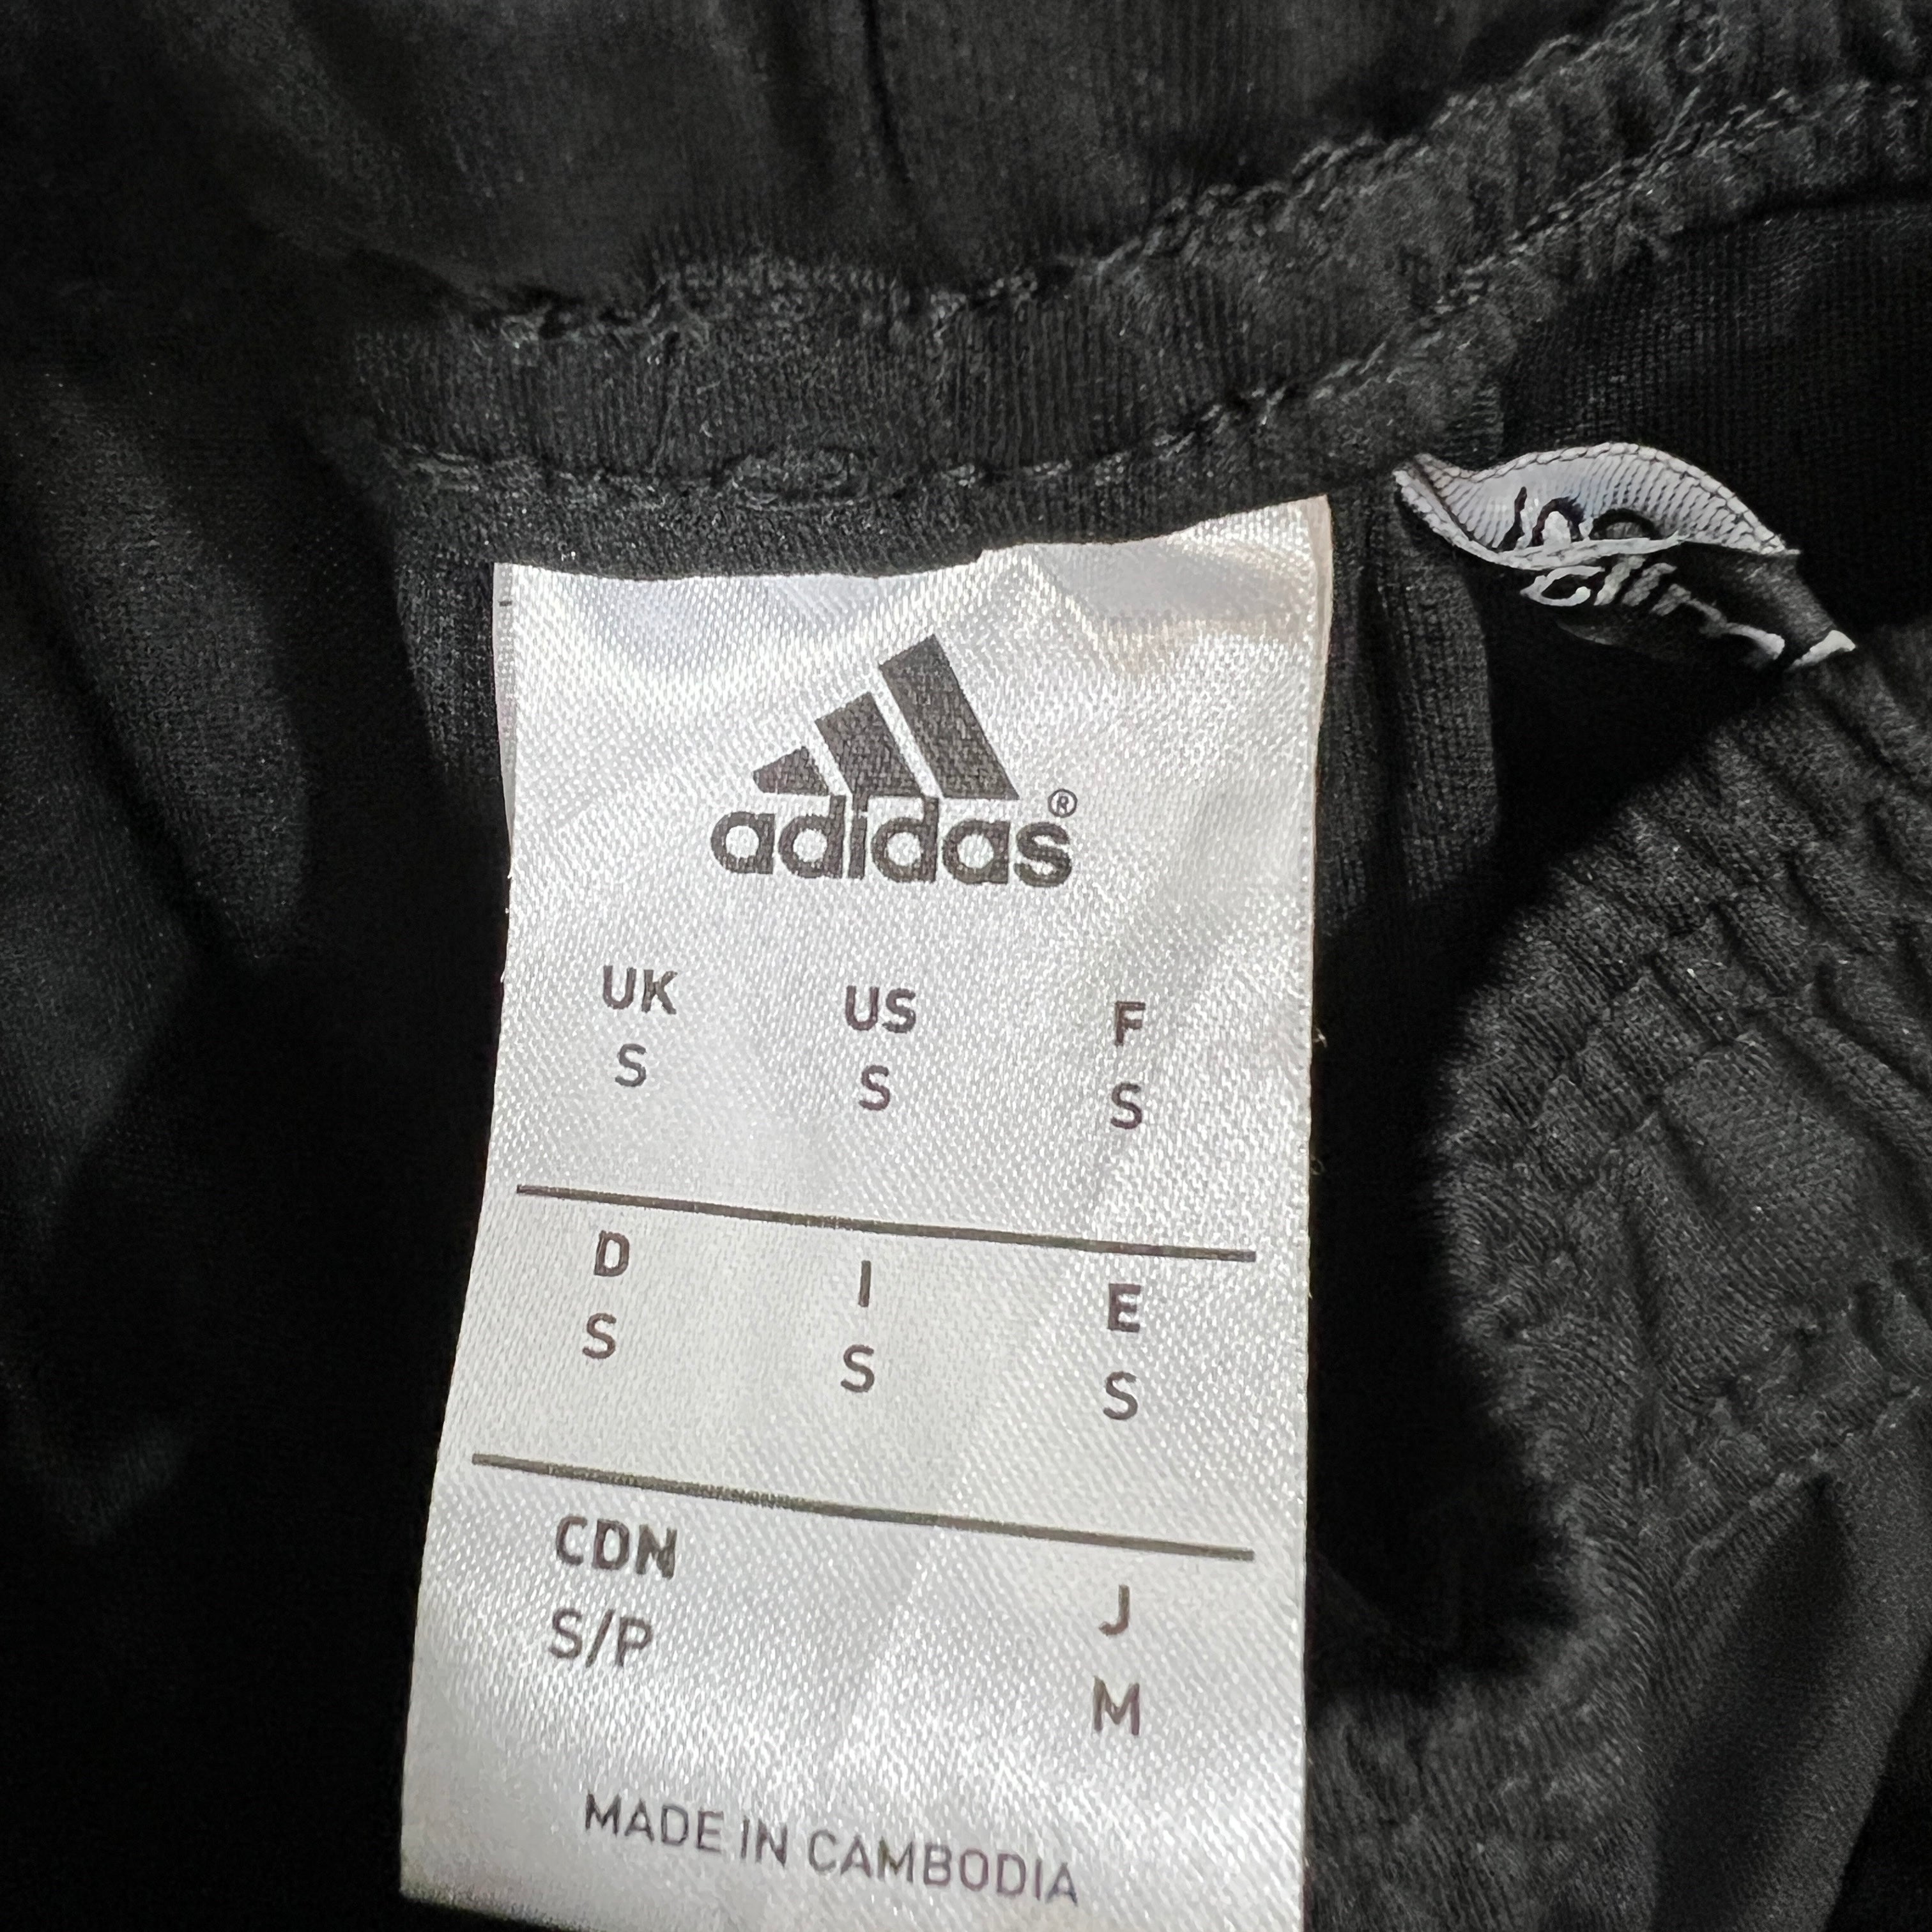 adidas®
UK US F
S S S
D I E
S S S
CDN J
S/P M
MADE IN CAMBODIA